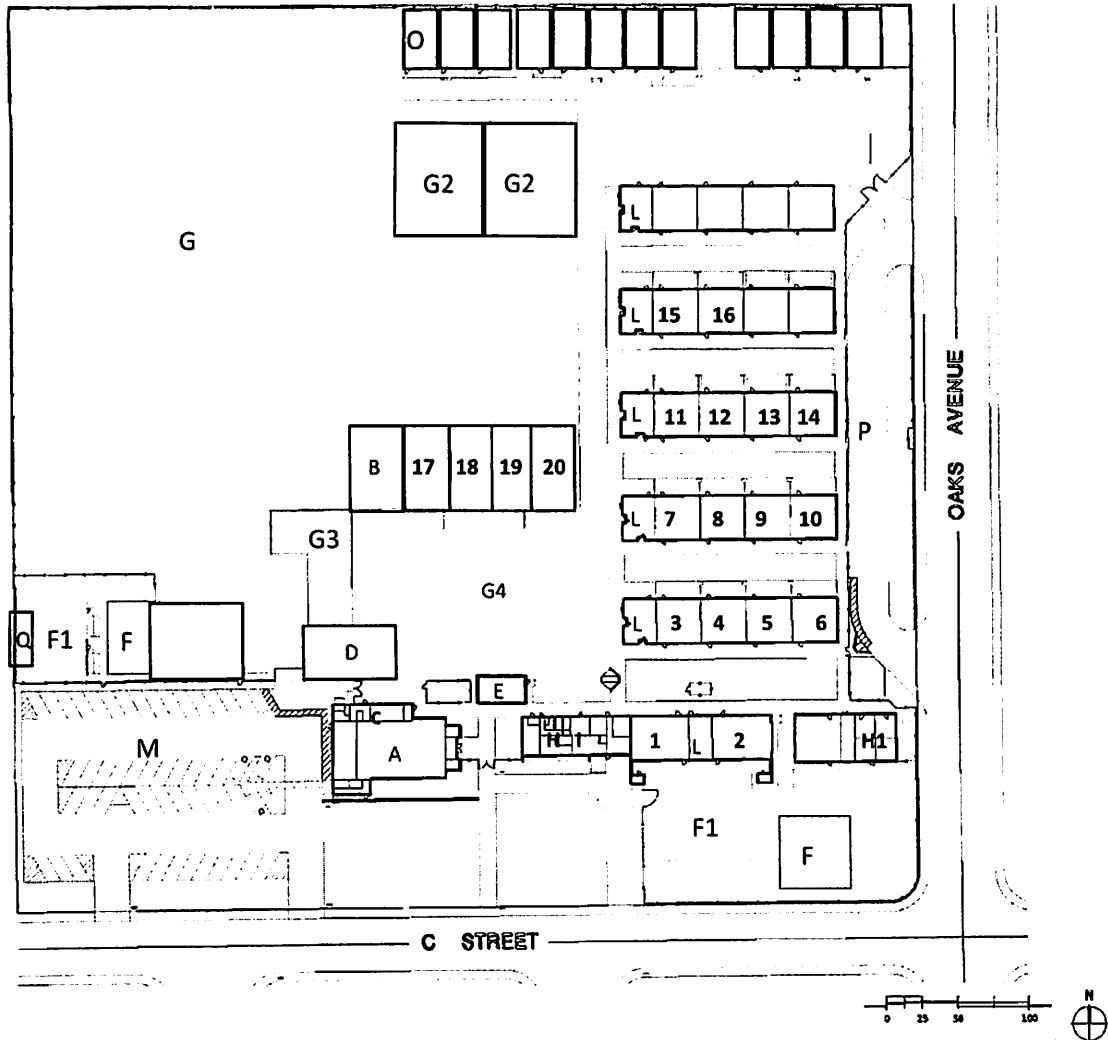 O
G2 G2
G
L
L 15 16
OAKS AVENUE
L 11 12 13 14
P
B 17 18 19 20
L 7 8 9 10
G3
G4
Q F1 F
L 3 4 5 6
D
E
C
M
A
H I 1 L 2 H1
F1
F
C STREET
N
0 25 50 100